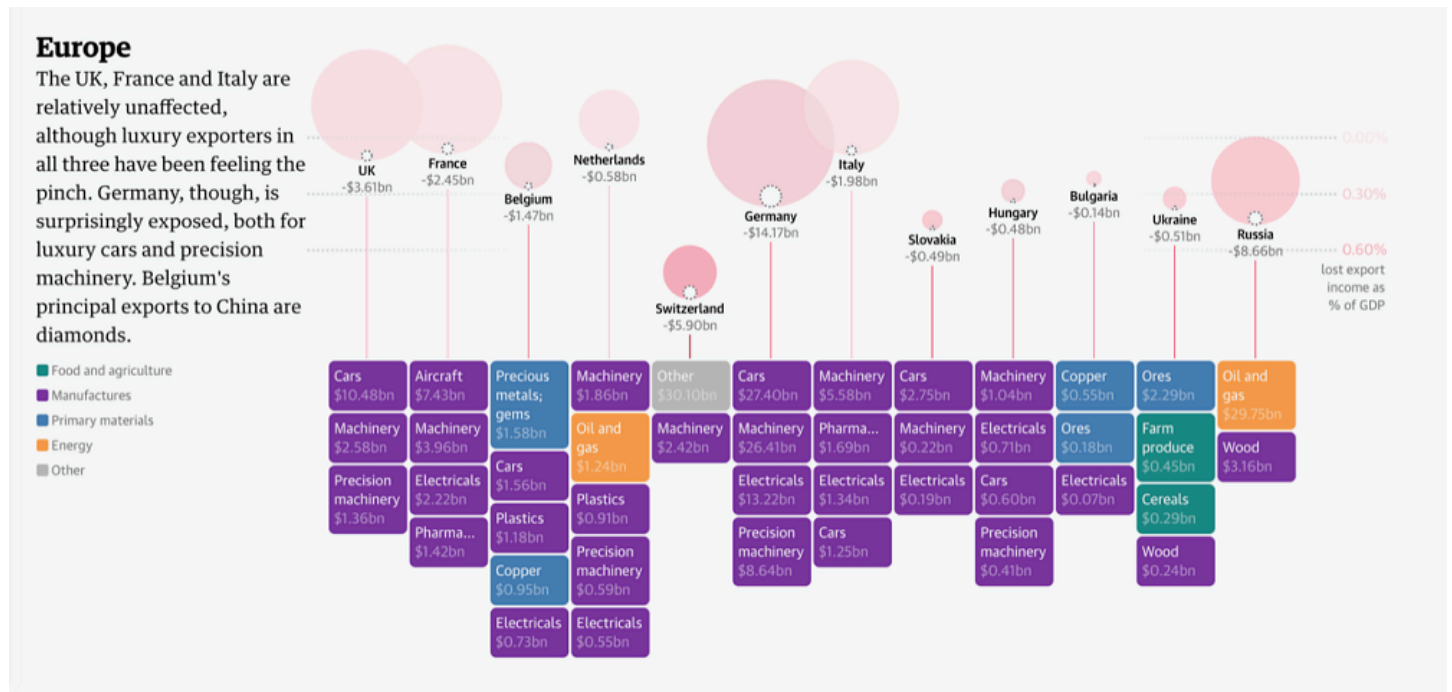 Europe
The UK, France and Italy are
relatively unaffected,
although luxury exporters in
all three have been feeling the
pinch. Germany, though, is
surprisingly exposed, both for
luxury cars and precision
machinery. Belgium's
principal exports to China are
diamonds.
Food and agriculture
Manufactures
Primary materials
Energy
Other
UK
-$3.61bn
France
-$2.45bn
Belgium
-$1.47bn
Netherlands
-$0.58bn
Switzerland
-$5.90bn
Germany
-$14.17bn
Italy
-$1.98bn
Slovakia
-$0.49bn
Hungary
-$0.48bn
Bulgaria
-$0.14bn
Ukraine
-$0.51bn
Russia
-$8.66bn
0.00%
0.30%
0.60%
lost export
income as
% of GDP
Cars
$10.48bn
Machinery
$2.58bn
Precision
machinery
$1.36bn
Aircraft
$7.43bn
Machinery
$3.96bn
Electricals
$2.22bn
Pharma...
$1.42bn
Precious
metals;
gems
$1.58bn
Cars
$1.56bn
Plastics
$1.18bn
Copper
$0.95bn
Electricals
$0.73bn
Machinery
$1.86bn
Oil and
gas
$1.24bn
Plastics
$0.91bn
Precision
machinery
$0.59bn
Electricals
$0.55bn
Other
$30.10bn
Machinery
$2.42bn
Cars
$27.40bn
Machinery
$26.41bn
Electricals
$13.22bn
Precision
machinery
$8.64bn
Machinery
$5.58bn
Pharma...
$1.69bn
Electricals
$1.34bn
Cars
$1.25bn
Cars
$2.75bn
Machinery
$0.22bn
Electricals
$0.19bn
Machinery
$1.04bn
Electricals
$0.71bn
Cars
$0.60bn
Precision
machinery
$0.41bn
Copper
$0.55bn
Ores
$0.18bn
Electricals
$0.07bn
Ores
$2.29bn
Farm
produce
$0.45bn
Cereals
$0.29bn
Wood
$0.24bn
Oil and
gas
$29.75bn
Wood
$3.16bn